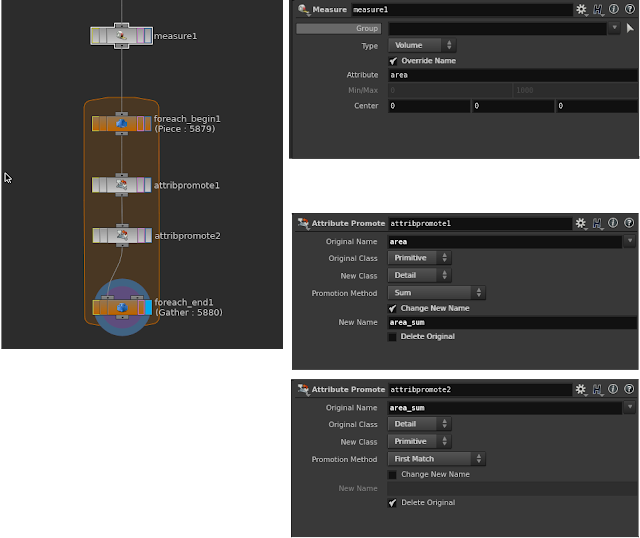 measure1
foreach_begin1
(Piece : 5879)
attribpromote1
attribpromote2
foreach_end1
(Gather : 5880)
Measure measure1
Group
Type Volume
Override Name
Attribute area
Min/Max 0 1000
Center 0 0 0
Attribute Promote attribpromote1
Original Name area
Original Class Primitive
New Class Detail
Promotion Method Sum
Change New Name
New Name area_sum
Delete Original
Attribute Promote attribpromote2
Original Name area_sum
Original Class Detail
New Class Primitive
Promotion Method First Match
Change New Name
New Name
Delete Original